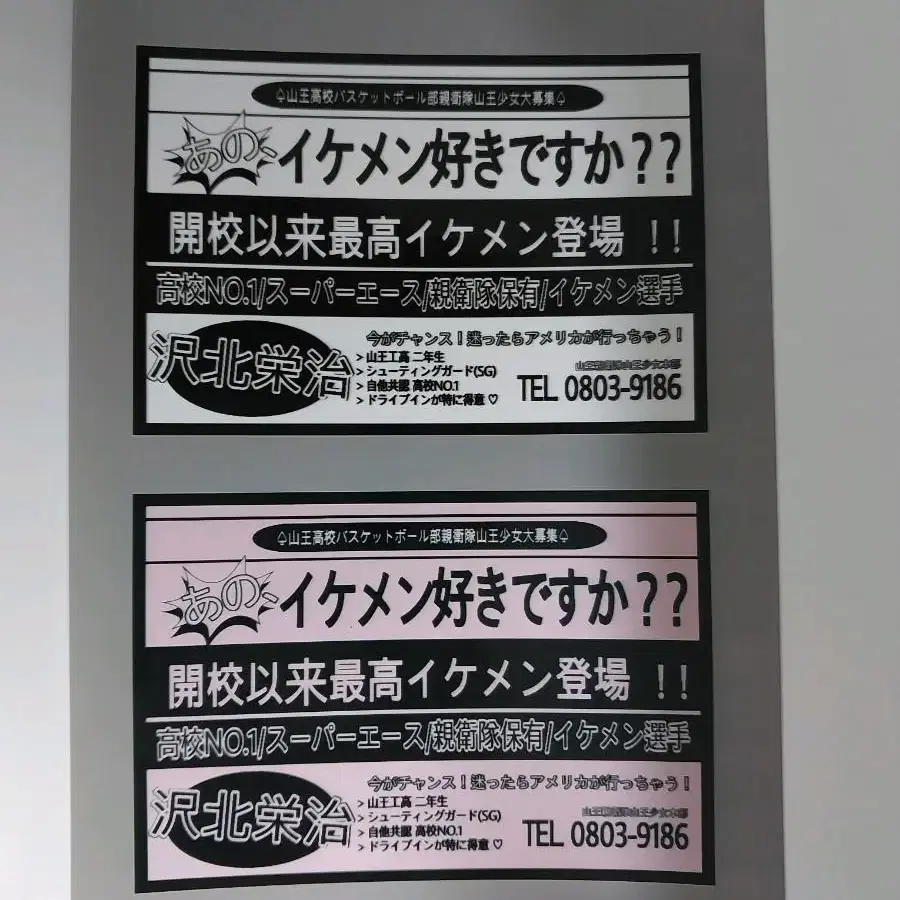 ♤山王高校バスケットボール部親衛隊山王少女大募集♤
あの、イケメン好きですか??
開校以来最高イケメン登場 !!
高校NO.1/スーパーエース/親衛隊保有/イケメン選手
沢北栄治
今がチャンス!迷ったらアメリカが行っちゃう!
> 山王工高 二年生
> シューティングガード(SG)
> 自他共認 高校NO.1
> ドライブインが特に得意 ♡
TEL 0803-9186
♤山王高校バスケットボール部親衛隊山王少女大募集♤
あの、イケメン好きですか??
開校以来最高イケメン登場 !!
高校NO.1/スーパーエース/親衛隊保有/イケメン選手
沢北栄治
今がチャンス!迷ったらアメリカが行っちゃう!
> 山王工高 二年生
> シューティングガード(SG)
> 自他共認 高校NO.1
> ドライブインが特に得意 ♡
TEL 0803-9186